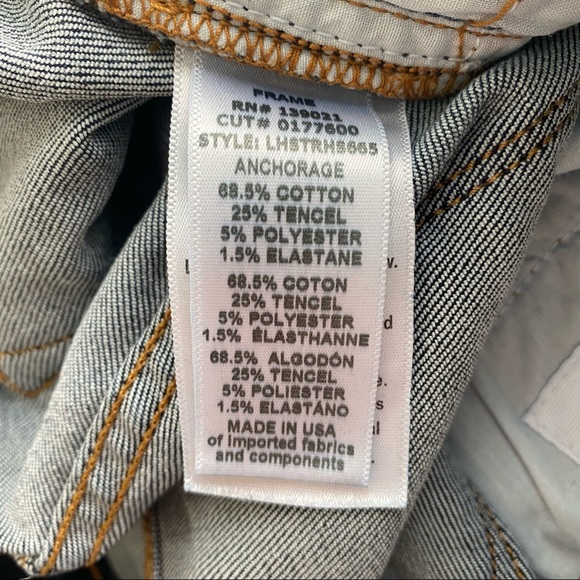 FRAME
RN# 139021
CUT# 0177600
STYLE: LHSTRHS665
ANCHORAGE
68.5% COTTON
25% TENCEL
5% POLYESTER
1.5% ELASTANE
68.5% COTON
25% TENCEL
5% POLYESTER
1.5% ÉLASTHANNE
68.5% ALGODÓN
25% TENCEL
5% POLIESTER
1.5% ELASTÁNO
MADE IN USA
of imported fabrics
and components